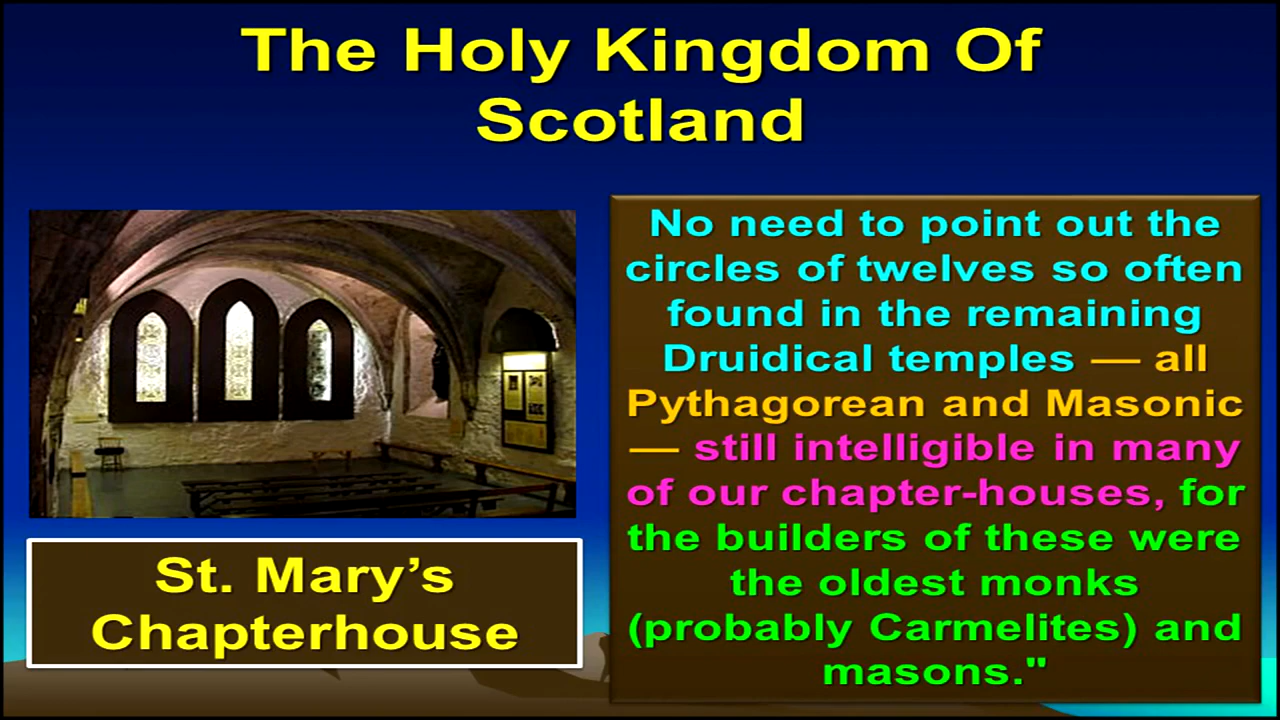 The Holy Kingdom Of
Scotland
St. Mary’s
Chapterhouse
No need to point out the
circles of twelves so often
found in the remaining
Druidical temples — all
Pythagorean and Masonic
— still intelligible in many
of our chapter-houses, for
the builders of these were
the oldest monks
(probably Carmelites) and
masons."